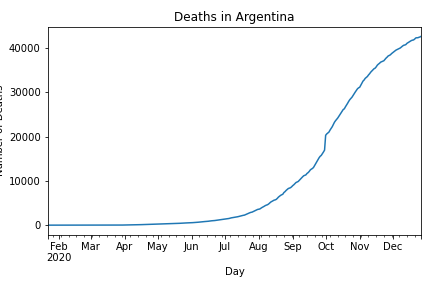 Deaths in Argentina
Number of Deaths
40000
30000
20000
10000
0
Feb Mar Apr May Jun Jul Aug Sep Oct Nov Dec
2020
Day